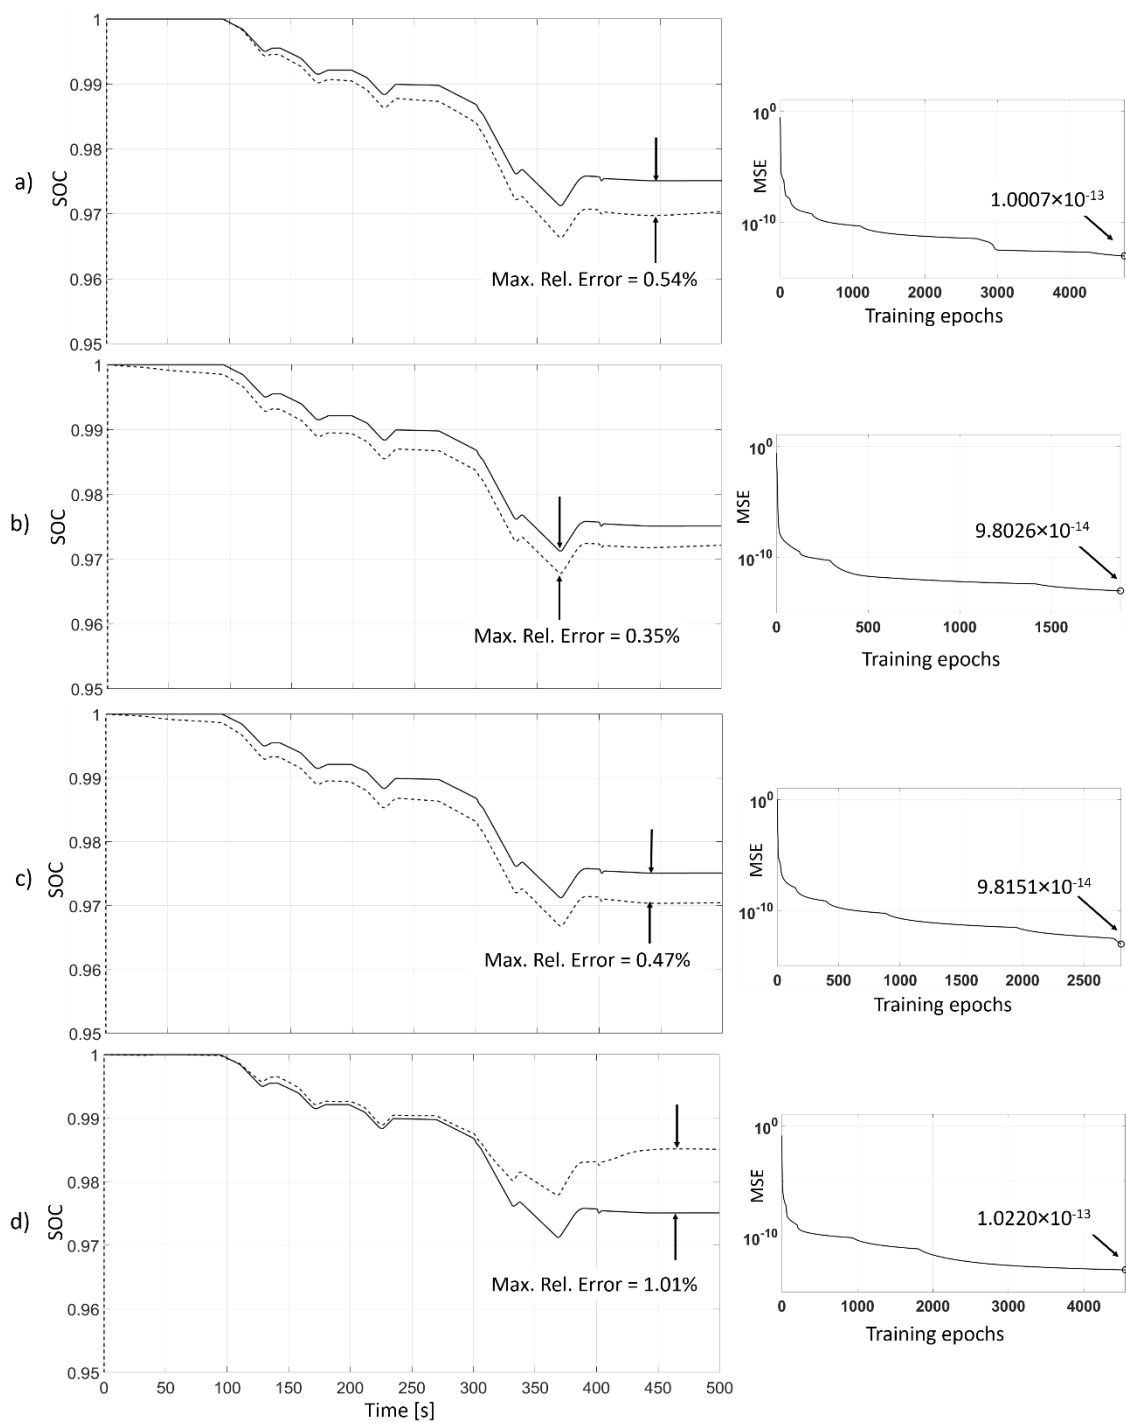 a)
SOC
1
0.99
0.98
0.97
0.96
0.95
Max. Rel. Error = 0.54%
MSE
10^0
10^-10
1.0007×10^-13
0 1000 2000 3000 4000
Training epochs
b)
SOC
1
0.99
0.98
0.97
0.96
0.95
Max. Rel. Error = 0.35%
MSE
10^0
10^-10
9.8026×10^-14
0 500 1000 1500
Training epochs
c)
SOC
1
0.99
0.98
0.97
0.96
0.95
Max. Rel. Error = 0.47%
MSE
10^0
10^-10
9.8151×10^-14
0 500 1000 1500 2000 2500
Training epochs
d)
SOC
1
0.99
0.98
0.97
0.96
0.95
Max. Rel. Error = 1.01%
0 50 100 150 200 250 300 350 400 450 500
Time [s]
MSE
10^0
10^-10
1.0220×10^-13
0 1000 2000 3000 4000
Training epochs